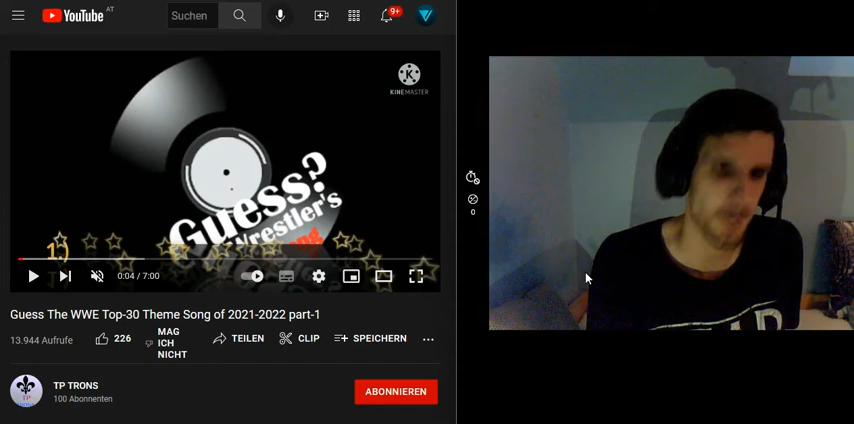 YouTube AT
Suchen
9+
KINEMASTER
Guess?
Wrestler's
1.)
0:04 / 7:00
0
Guess The WWE Top-30 Theme Song of 2021-2022 part-1
13.944 Aufrufe
226
MAG
ICH
NICHT
TEILEN
CLIP
SPEICHERN
TP TRONS
100 Abonnenten
ABONNIEREN